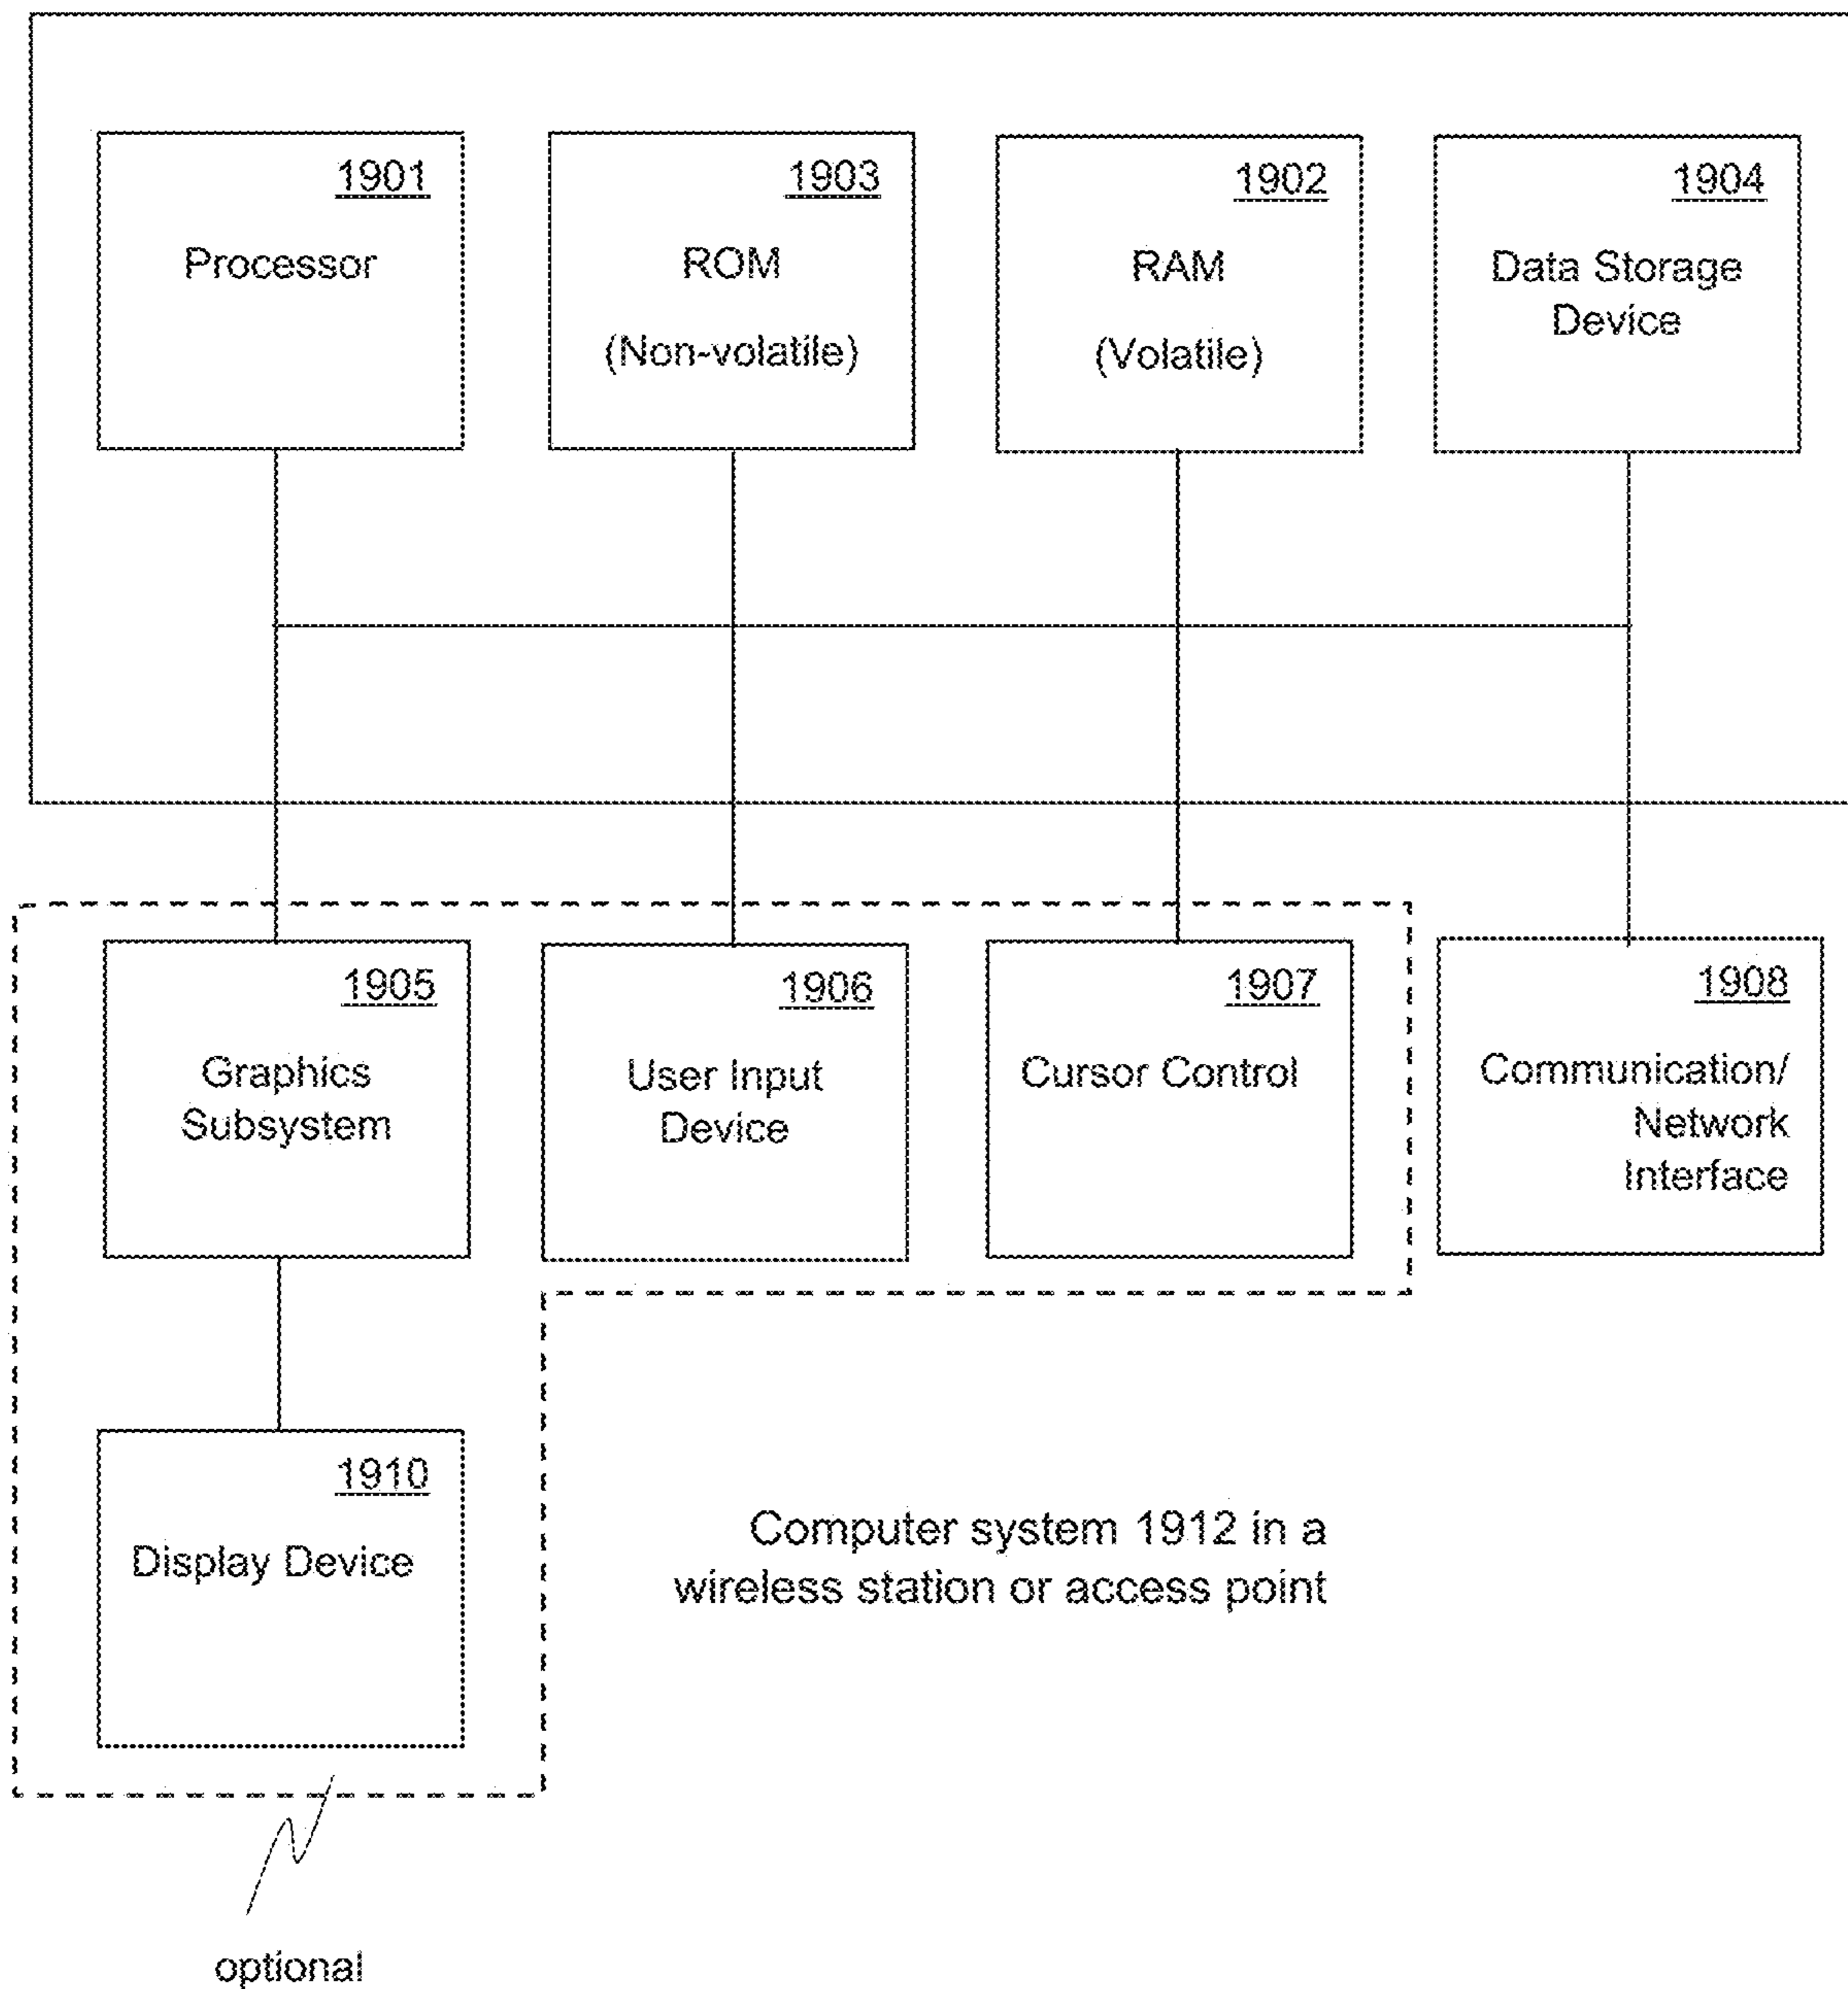 1901
Processor
1903
ROM
(Non-volatile)
1902
RAM
(Volatile)
1904
Data Storage
Device
1905
Graphics
Subsystem
1906
User Input
Device
1907
Cursor Control
1908
Communication/
Network
Interface
1910
Display Device
Computer system 1912 in a
wireless station or access point
optional